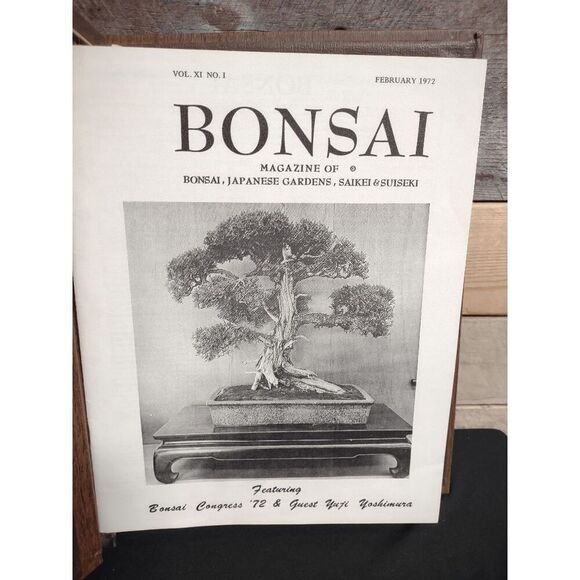 VOL. XI NO. I
FEBRUARY 1972
BONSAI
MAGAZINE OF ©
BONSAI, JAPANESE GARDENS, SAIKEI & SUISEKI
Featuring
Bonsai Congress '72 & Guest Yuji Yoshimura